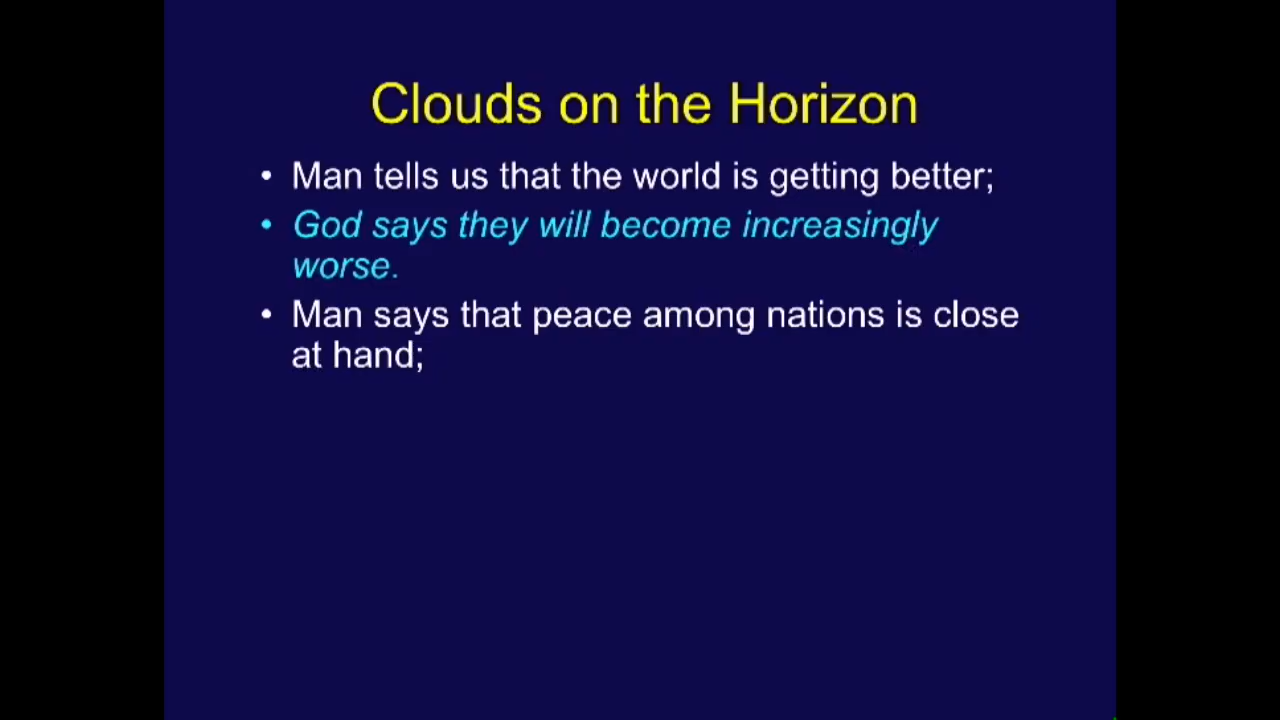 Clouds on the Horizon
• Man tells us that the world is getting better;
• God says they will become increasingly
worse.
• Man says that peace among nations is close
at hand;